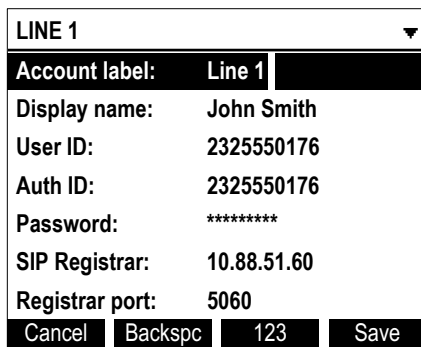 LINE 1
Account label: Line 1
Display name: John Smith
User ID: 2325550176
Auth ID: 2325550176
Password: *********
SIP Registrar: 10.88.51.60
Registrar port: 5060
Cancel Backspc 123 Save